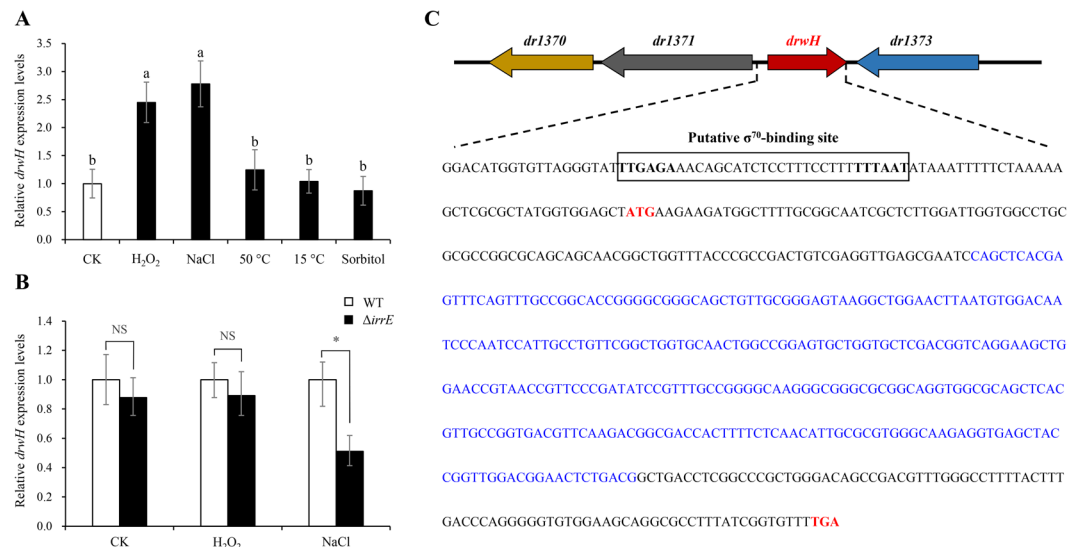 A
Relative drwH expression levels
3.5
3.0
2.5
2.0
1.5
1.0
0.5
0.0
b
a
a
b
b
b
CK
H₂O₂
NaCl
50 °C
15 °C
Sorbitol
B
Relative drwH expression levels
WT
ΔirrE
1.4
1.2
1.0
0.8
0.6
0.4
0.2
0.0
NS
NS
*
CK
H₂O₂
NaCl
C
dr1370
dr1371
drwH
dr1373
Putative σ⁷⁰-binding site
GGACATGGTGTTAGGGTATTTGAGAAACAGCATCTCCTTTCCTTTTTTAATATAAATTTTTCTAAAAA
GCTCGCGCTATGGTGGAGCTATGAAGAAGATGGCTTTTGCGGCAATCGCTCTTGGATTGGTGGCCTGC
GCGCCGGCGCAGCAGCAACGGCTGGTTTACCCGCCGACTGTCGAGGTTGAGCGAATCCAGCTCACGA
GTTTCAGTTTGCCGGCACCGGGGCGGGCAGCTGTTGCGGGAGTAAGGCTGGAACTTAATGTGGACAA
TCCCAATCCATTGCCTGTTCGGCTGGTGCAACTGGCCGGAGTGCTGGTGCTCGACGGTCAGGAAGCTG
GAACCGTAACCGTTCCCGATATCCGTTTGCCGGGGCAAGGGCGGGCGCGGCAGGTGGCGCAGCTCAC
GTTGCCGGTGACGTTCAAGACGGCGACCACTTTTCTCAACATTGCGCGTGGGCAAGAGGTGAGCTAC
CGGTTGGACGGAACTCTGACGGCTGACCTCGGCCCGCTGGGACAGCCGACGTTTGGGCCTTTTACTTT
GACCCAGGGGGTGTGGAAGCAGGCGCCTTTATCGGTGTTTTGA